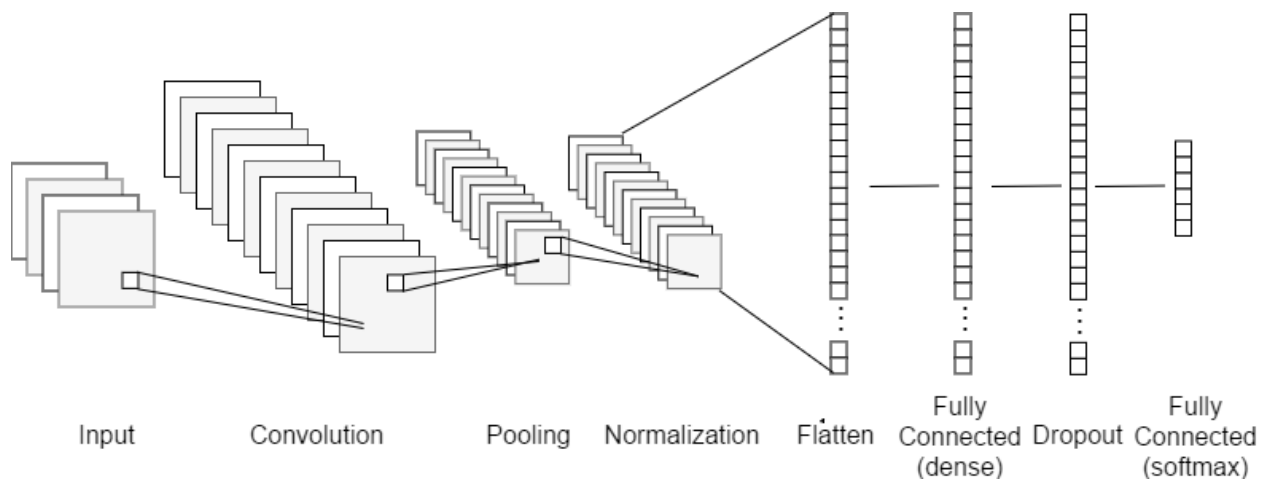 Input
Convolution
Pooling
Normalization
Flatten
Fully
Connected
(dense)
Dropout
Fully
Connected
(softmax)